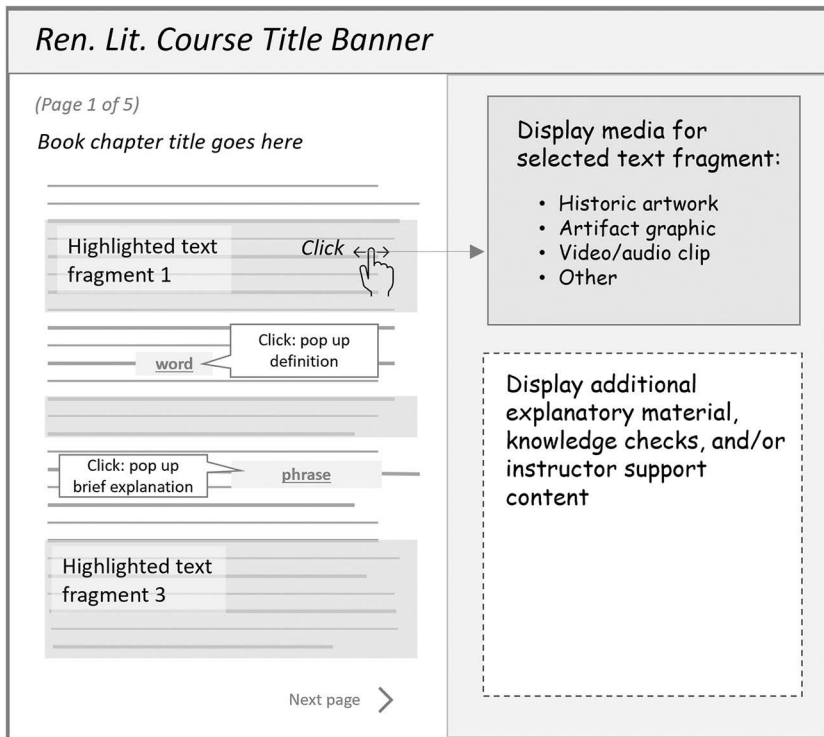 Ren. Lit. Course Title Banner
(Page 1 of 5)
Book chapter title goes here
Highlighted text
fragment 1
Click
Click: pop up
definition
word
Click: pop up
brief explanation
phrase
Highlighted text
fragment 3
Next page
Display media for
selected text fragment:
• Historic artwork
• Artifact graphic
• Video/audio clip
• Other
Display additional
explanatory material,
knowledge checks, and/or
instructor support
content